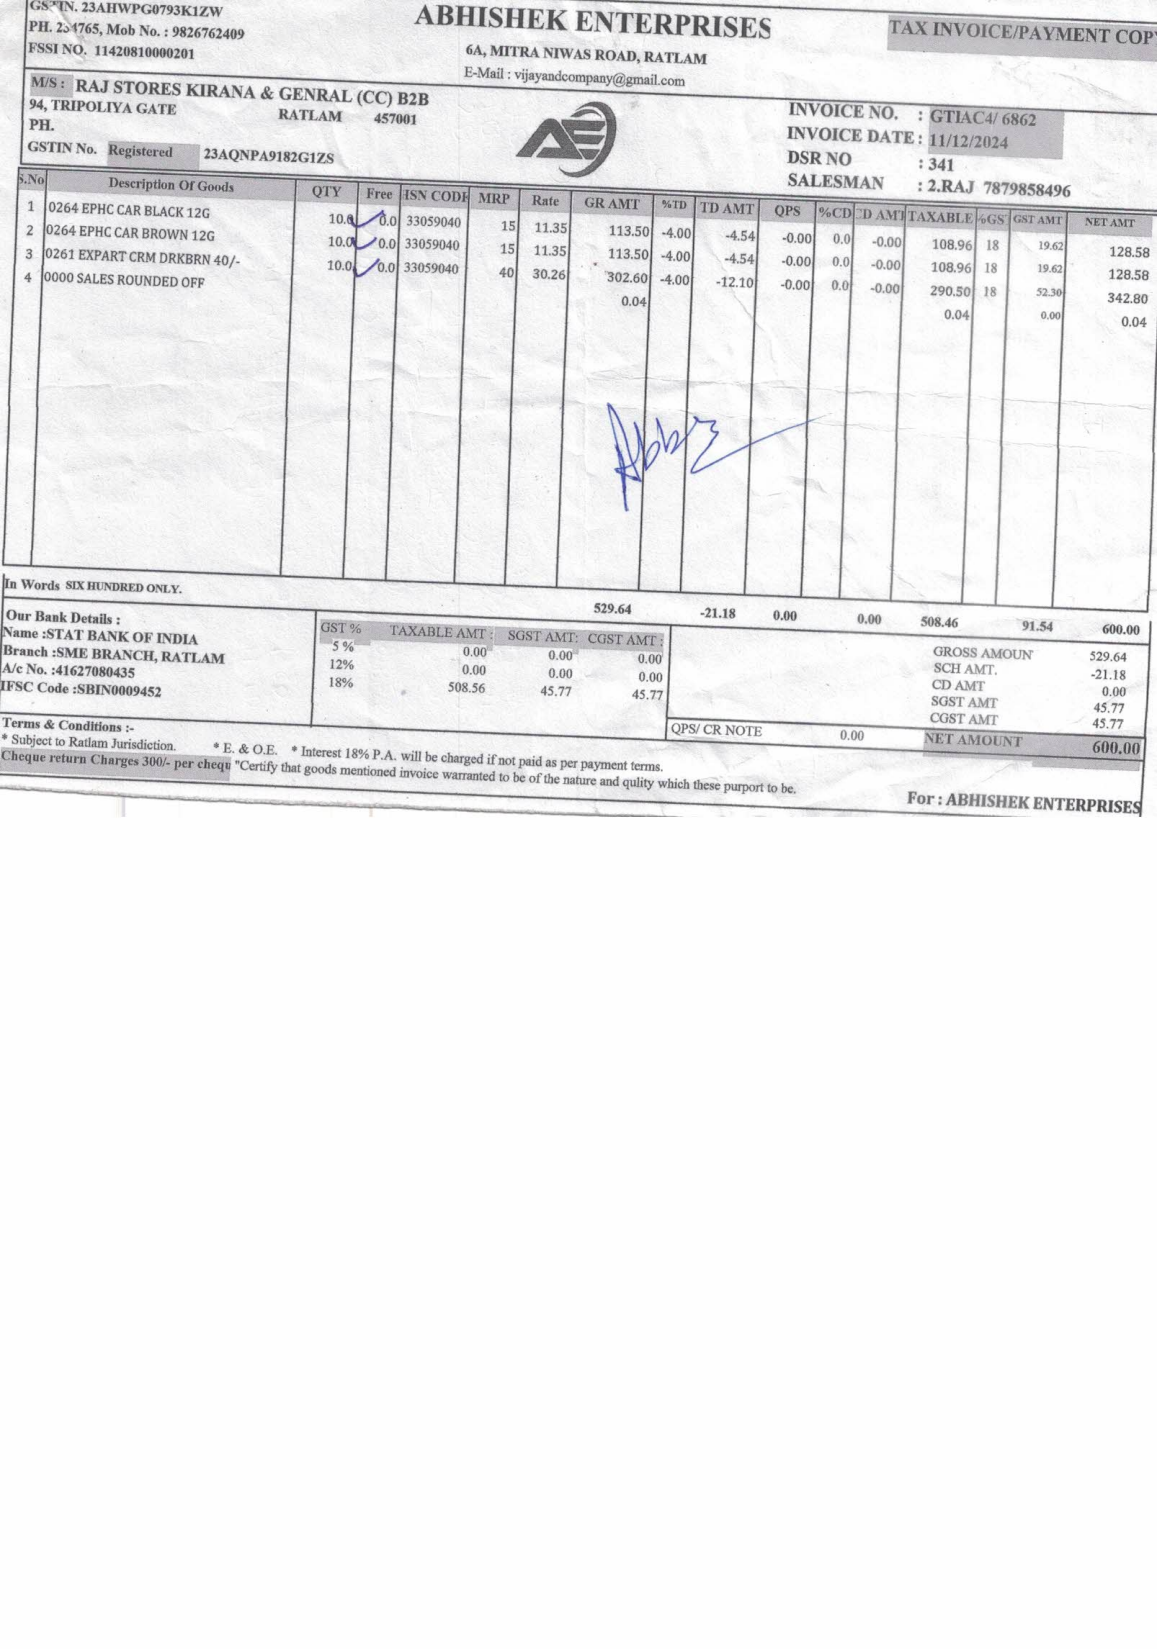 GSTIN. 23AHWPG0793K1ZW
PH. 234765, Mob No. : 9826762409
FSSI NO. 11420810000201
ABHISHEK ENTERPRISES
6A, MITRA NIWAS ROAD, RATLAM
E-Mail : vijayandcompany@gmail.com
TAX INVOICE/PAYMENT COPY
M/S : RAJ STORES KIRANA & GENRAL (CC) B2B
94, TRIPOLIYA GATE RATLAM 457001
PH.
GSTIN No. Registered 23AQNPA9182G1ZS
AE
INVOICE NO. : GTIAC4/ 6862
INVOICE DATE : 11/12/2024
DSR NO : 341
SALESMAN : 2.RAJ 7879858496
S.No Description Of Goods QTY Free HSN CODE MRP Rate GR AMT %TD TD AMT QPS %CD CD AMT TAXABLE %GS GST AMT NET AMT
1 0264 EPHC CAR BLACK 12G 10.0 0.0 33059040 15 11.35 113.50 -4.00 -4.54 -0.00 0.0 -0.00 108.96 18 19.62 128.58
2 0264 EPHC CAR BROWN 12G 10.0 0.0 33059040 15 11.35 113.50 -4.00 -4.54 -0.00 0.0 -0.00 108.96 18 19.62 128.58
3 0261 EXPART CRM DRKBRN 40/- 10.0 0.0 33059040 40 30.26 302.60 -4.00 -12.10 -0.00 0.0 -0.00 290.50 18 52.30 342.80
4 0000 SALES ROUNDED OFF 0.04 0.04 0.00 0.04
In Words SIX HUNDRED ONLY.
529.64 -21.18 0.00 0.00 508.46 91.54 600.00
Our Bank Details :
Name :STAT BANK OF INDIA
Branch :SME BRANCH, RATLAM
A/c No. :41627080435
IFSC Code :SBIN0009452
GST % TAXABLE AMT : SGST AMT: CGST AMT :
5 % 0.00 0.00 0.00
12% 0.00 0.00 0.00
18% 508.56 45.77 45.77
GROSS AMOUN 529.64
SCH AMT. -21.18
CD AMT 0.00
SGST AMT 45.77
CGST AMT 45.77
QPS/ CR NOTE 0.00
NET AMOUNT 600.00
Terms & Conditions :-
* Subject to Ratlam Jurisdiction. * E. & O.E. * Interest 18% P.A. will be charged if not paid as per payment terms.
Cheque return Charges 300/- per chequ "Certify that goods mentioned invoice warranted to be of the nature and qulity which these purport to be.
For : ABHISHEK ENTERPRISES